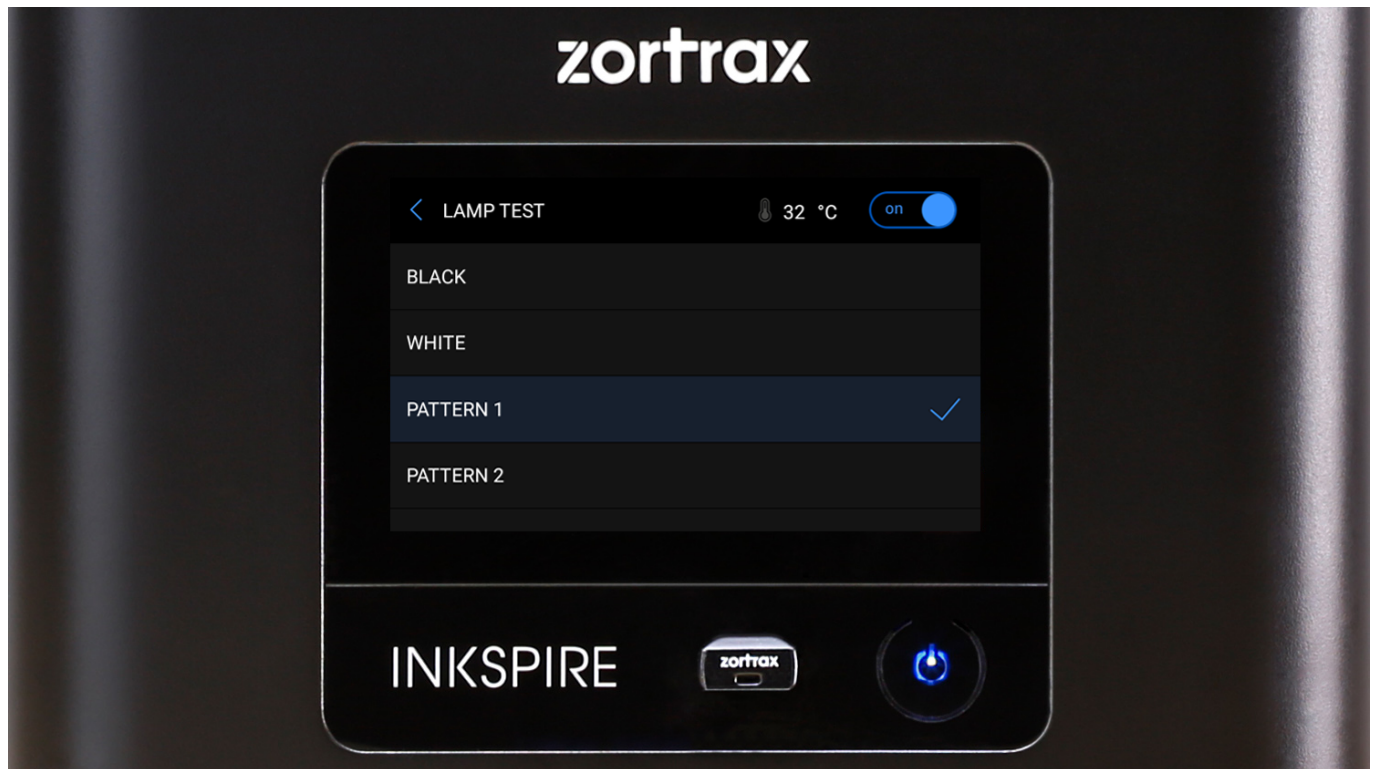 zortrax
LAMP TEST 32 °C on
BLACK
WHITE
PATTERN 1
PATTERN 2
INKSPIRE zortrax